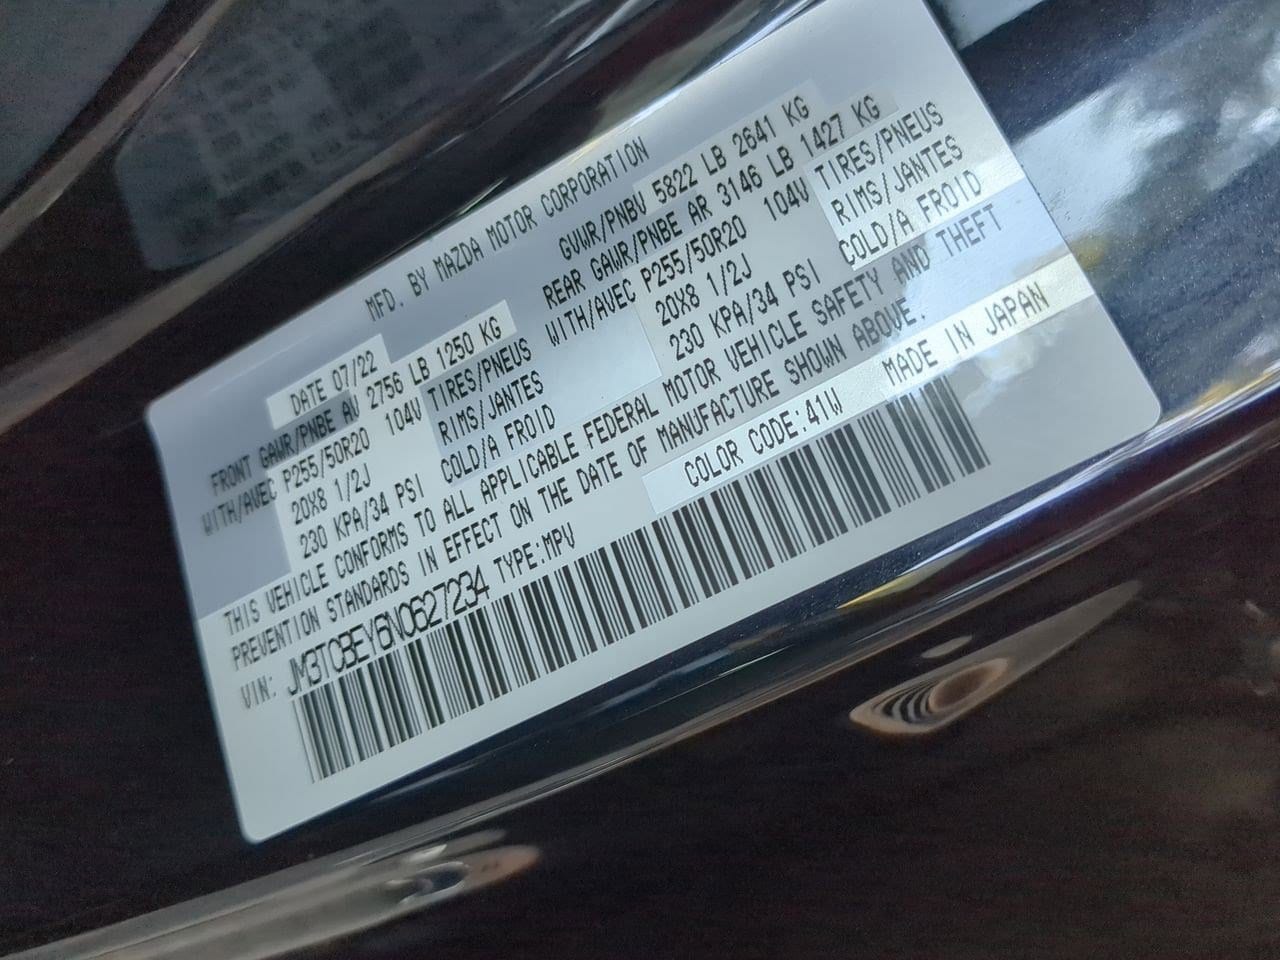 MFD. BY MAZDA MOTOR CORPORATION
DATE 07/22 GVWR/PNBV 5822 LB 2641 KG
FRONT GAWR/PNBE AV 2756 LB 1250 KG REAR GAWR/PNBE AR 3146 LB 1427 KG
WITH/AVEC P255/50R20 104V TIRES/PNEUS WITH/AVEC P255/50R20 104V TIRES/PNEUS
20X8 1/2J RIMS/JANTES 20X8 1/2J RIMS/JANTES
230 KPA/34 PSI COLD/A FROID 230 KPA/34 PSI COLD/A FROID
THIS VEHICLE CONFORMS TO ALL APPLICABLE FEDERAL MOTOR VEHICLE SAFETY AND THEFT
PREVENTION STANDARDS IN EFFECT ON THE DATE OF MANUFACTURE SHOWN ABOVE.
VIN: JM3TCBEY6N0627234 TYPE:MPV COLOR CODE:41W MADE IN JAPAN